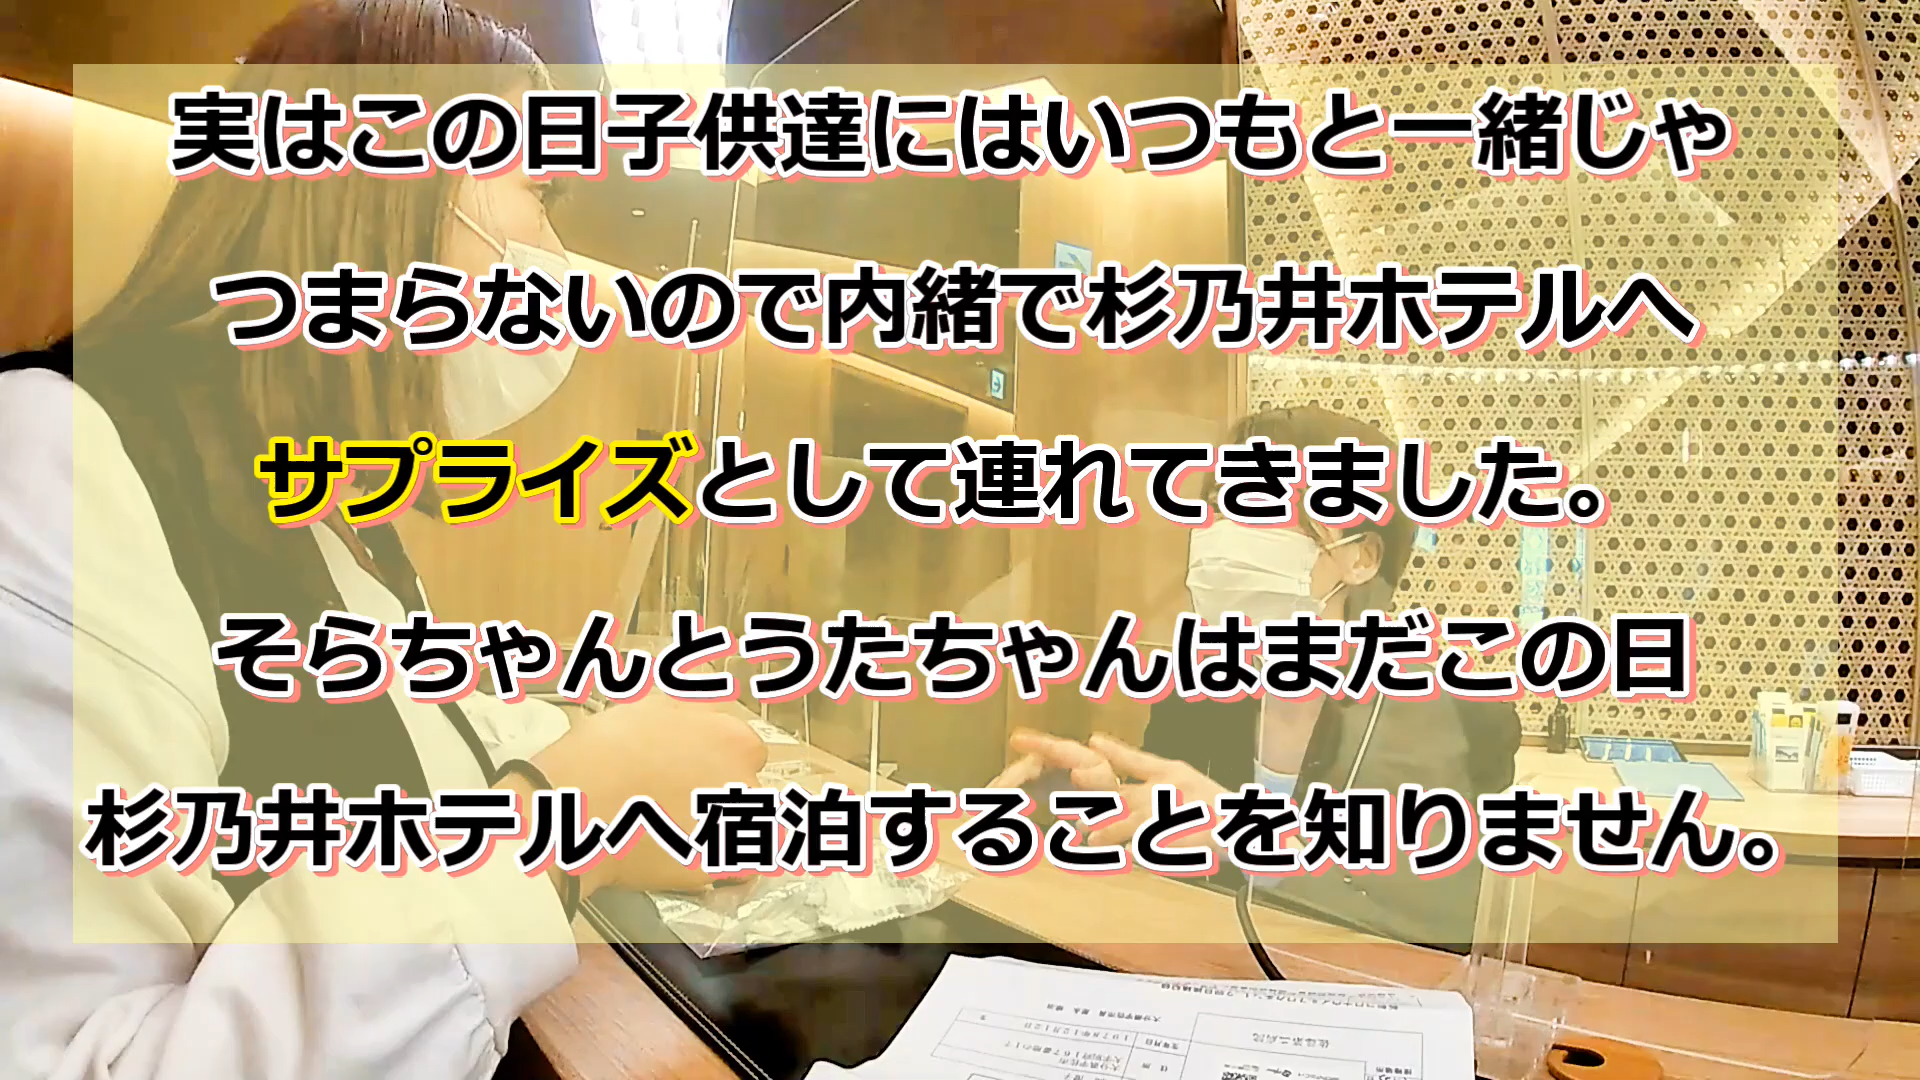 実はこの日子供達にはいつもと一緒じゃ
つまらないので内緒で杉乃井ホテルへ
サプライズとして連れてきました。
そらちゃんとうたちゃんはまだこの日
杉乃井ホテルへ宿泊することを知りません。